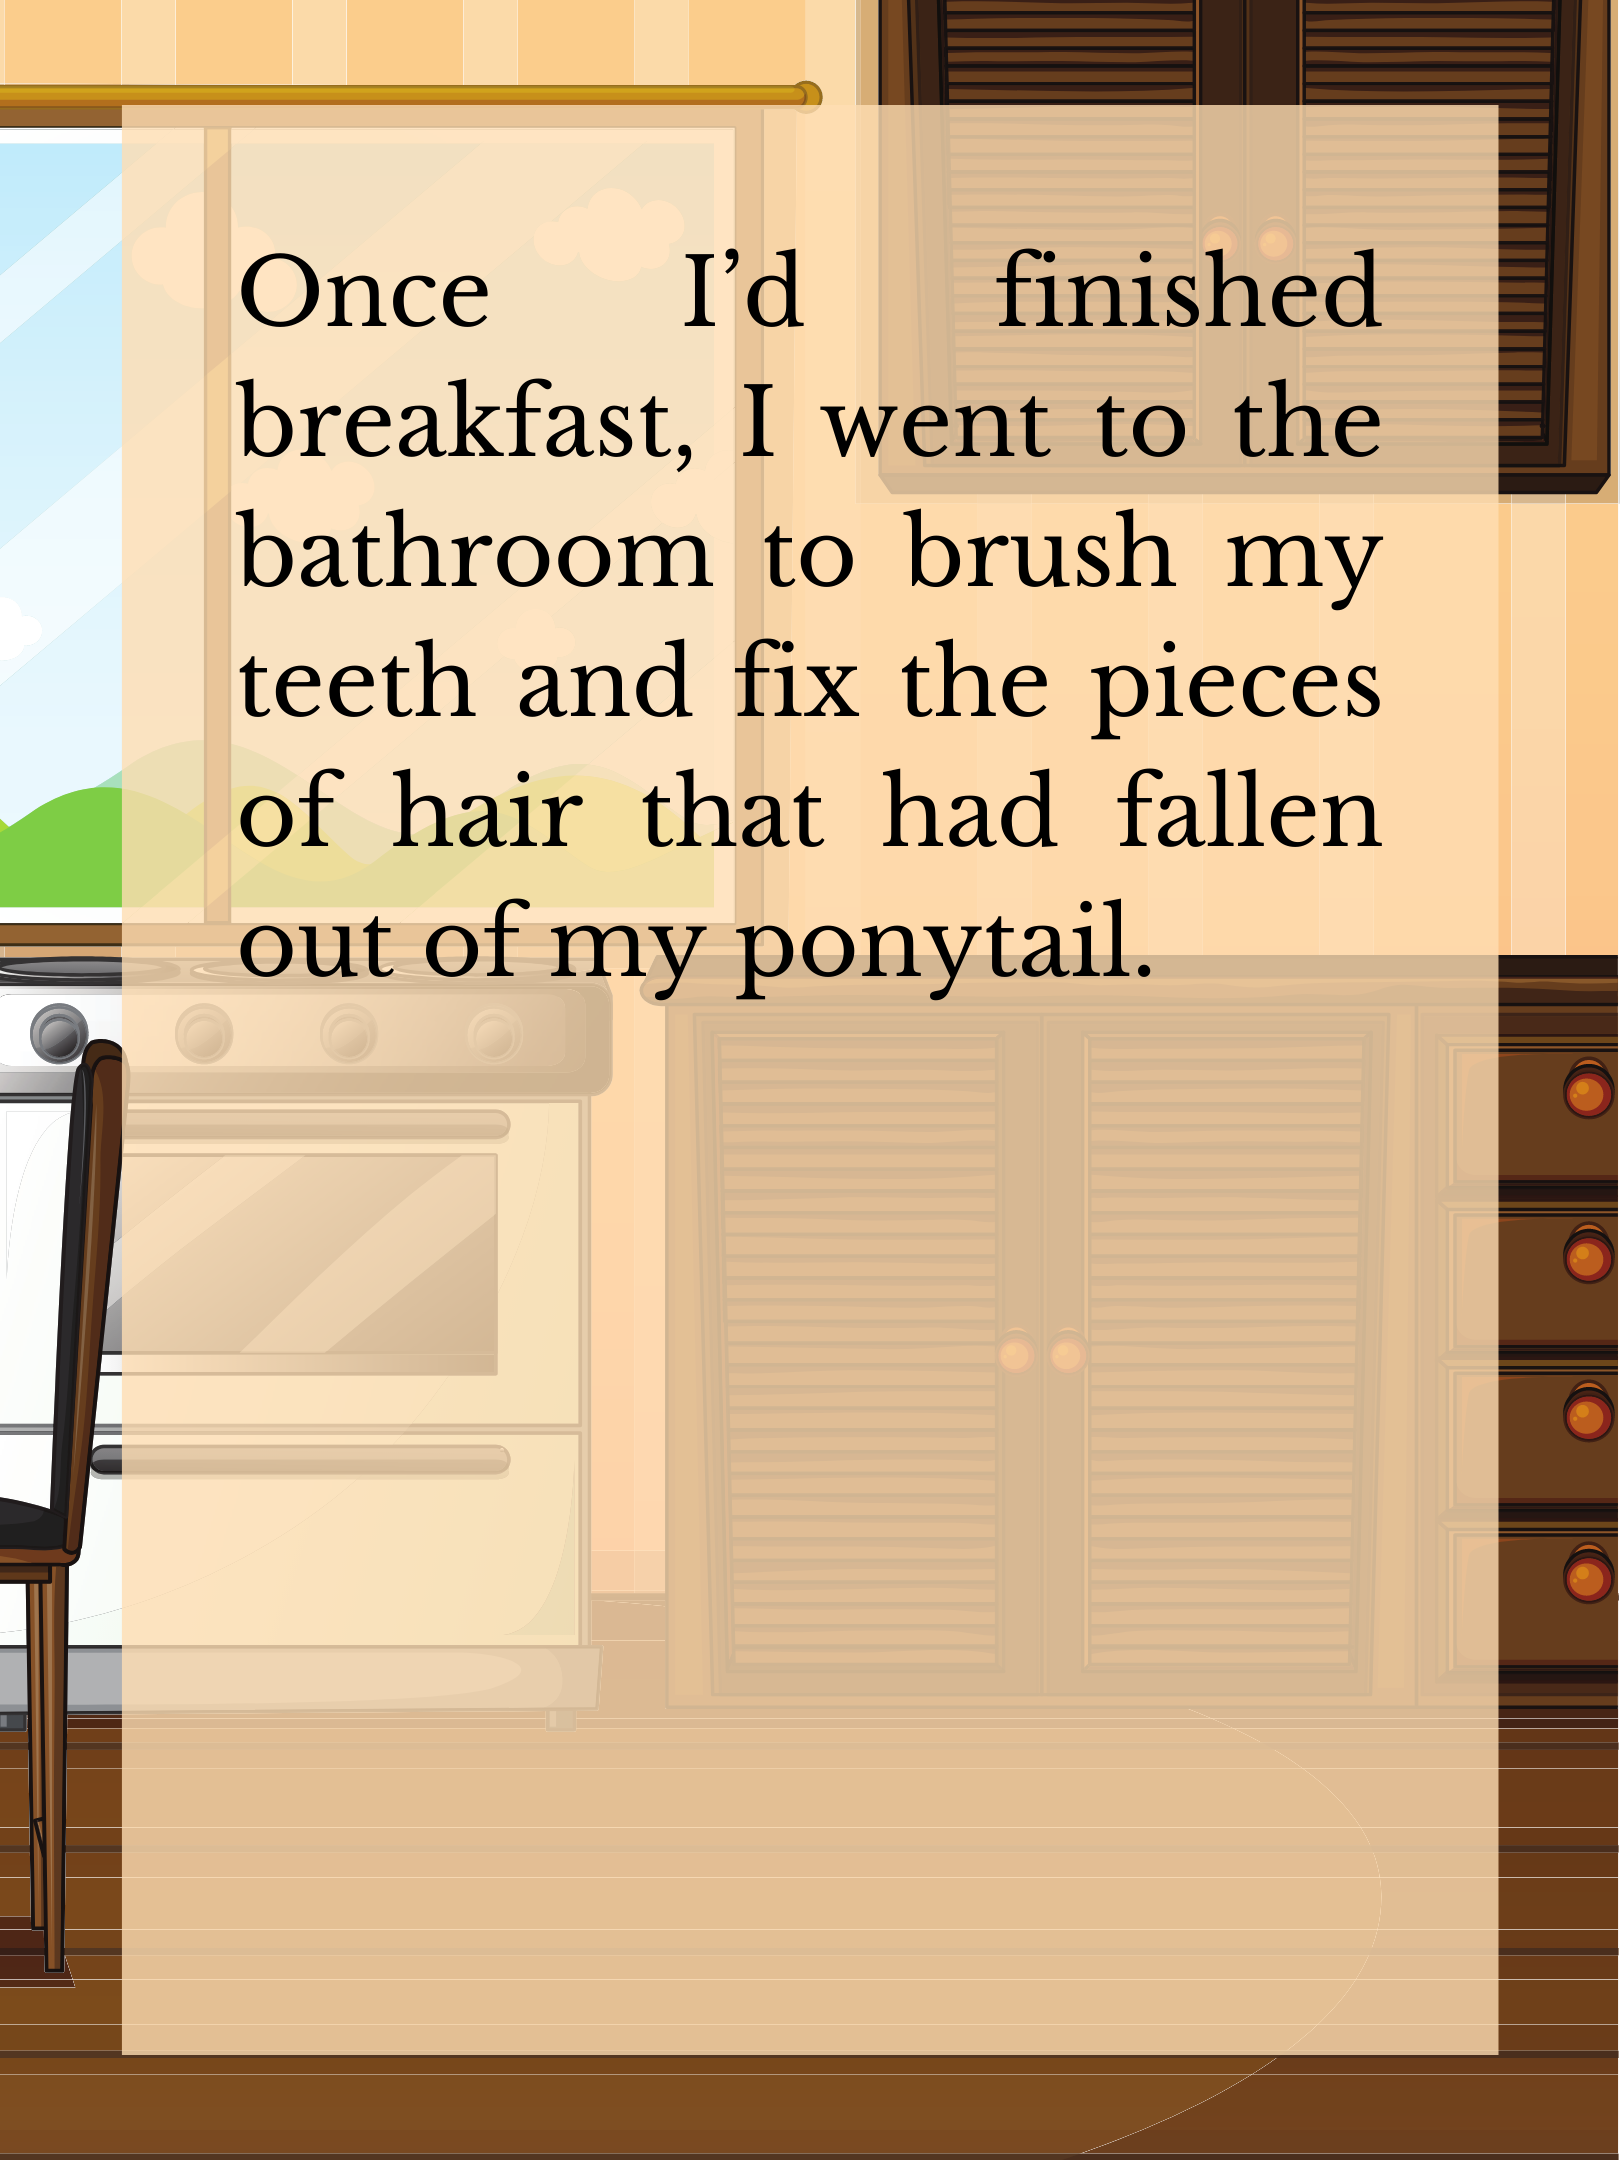 Once I’d finished
breakfast, I went to the
bathroom to brush my
teeth and fix the pieces
of hair that had fallen
out of my ponytail.